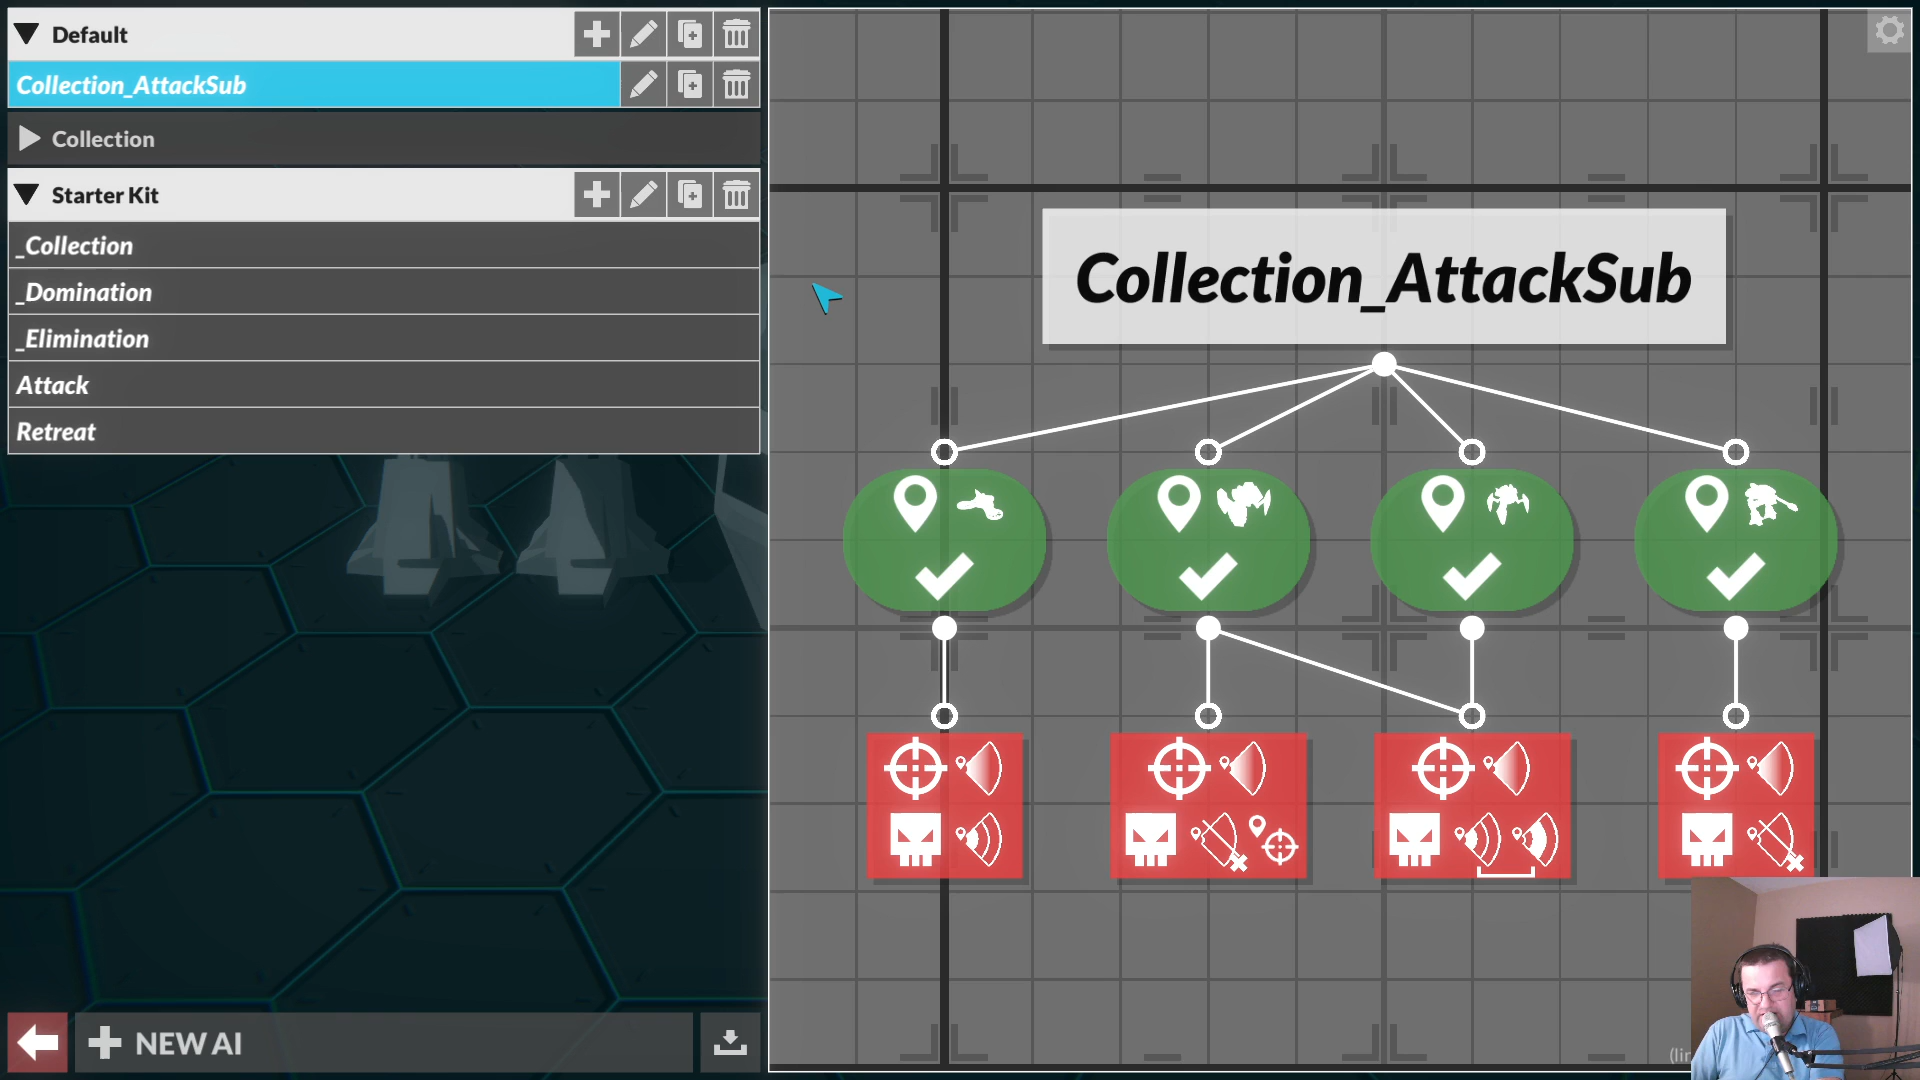 Default
Collection_AttackSub
Collection
Starter Kit
_Collection
_Domination
_Elimination
Attack
Retreat
NEW AI
Collection_AttackSub